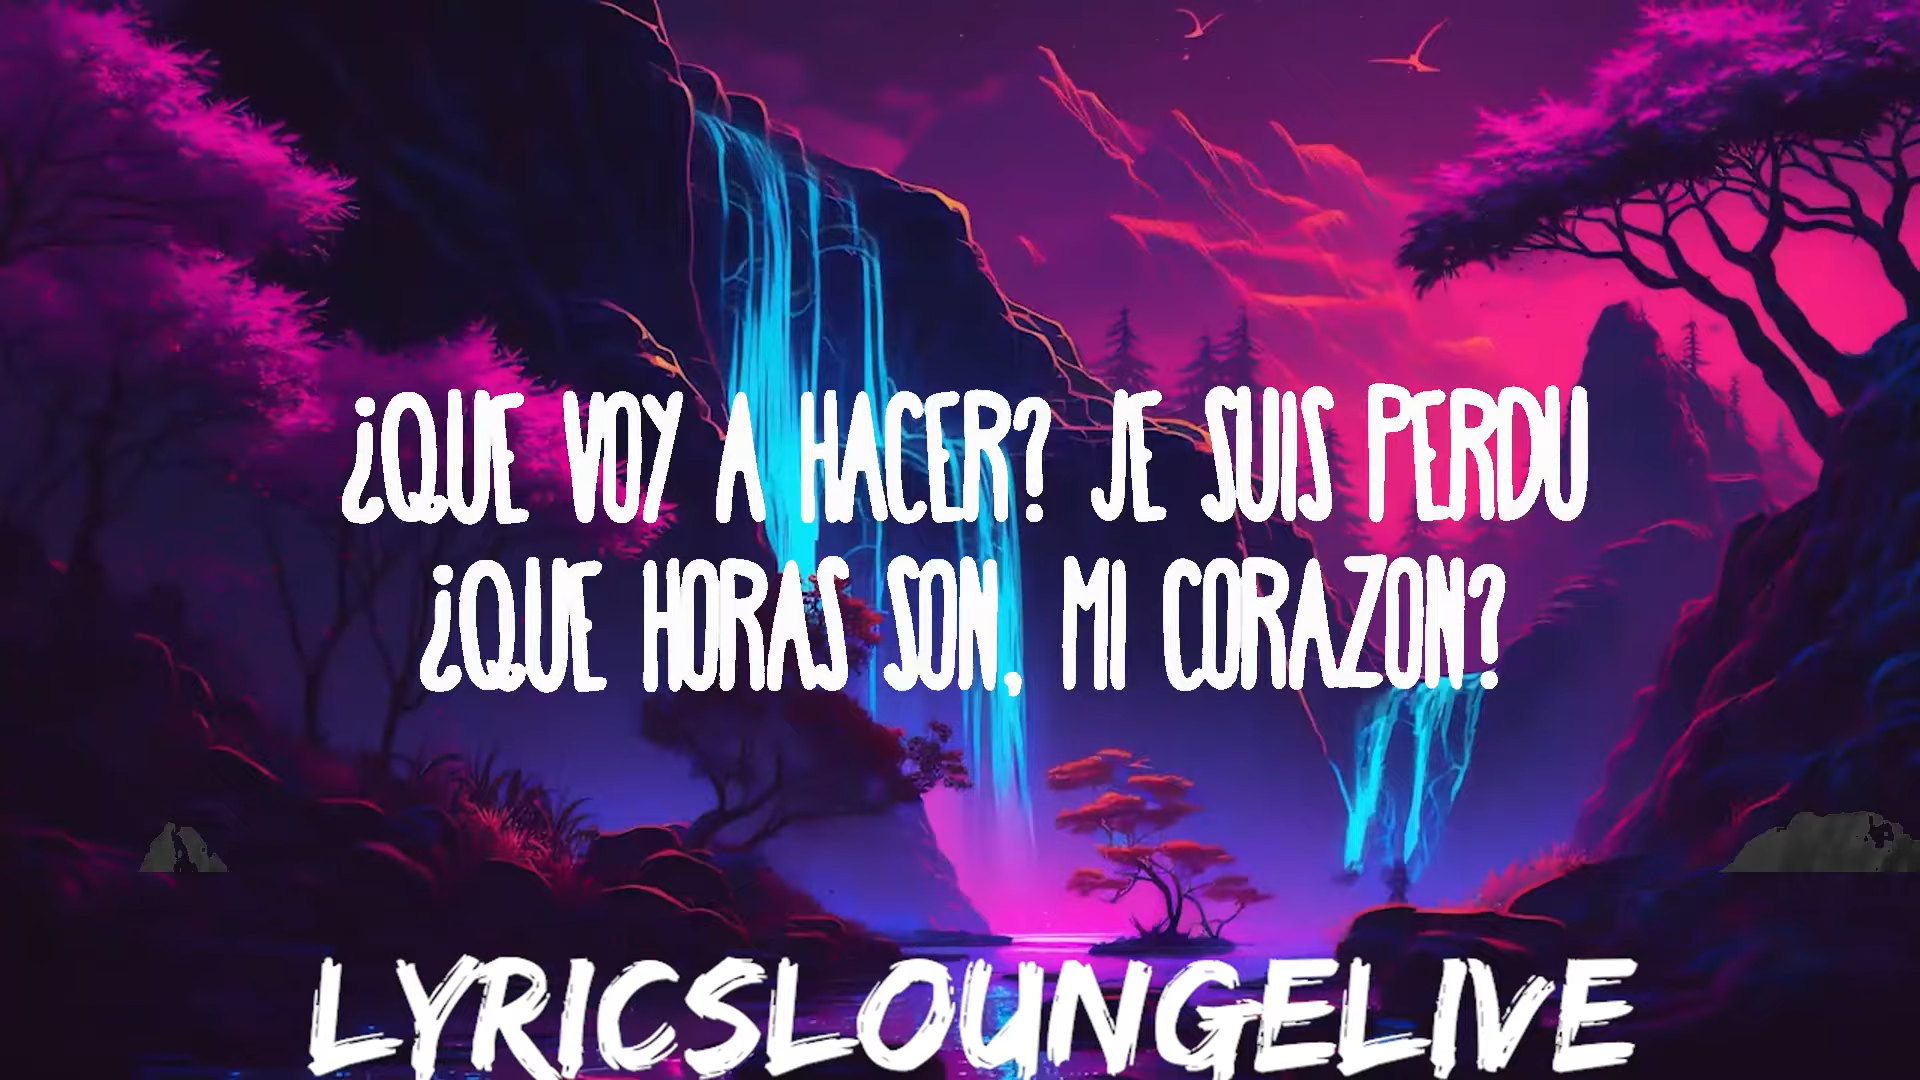 ¿QUE VOY A HACER? JE SUIS PERDU
¿QUE HORAS SON, MI CORAZON?
LYRICSLOUNGELIVE